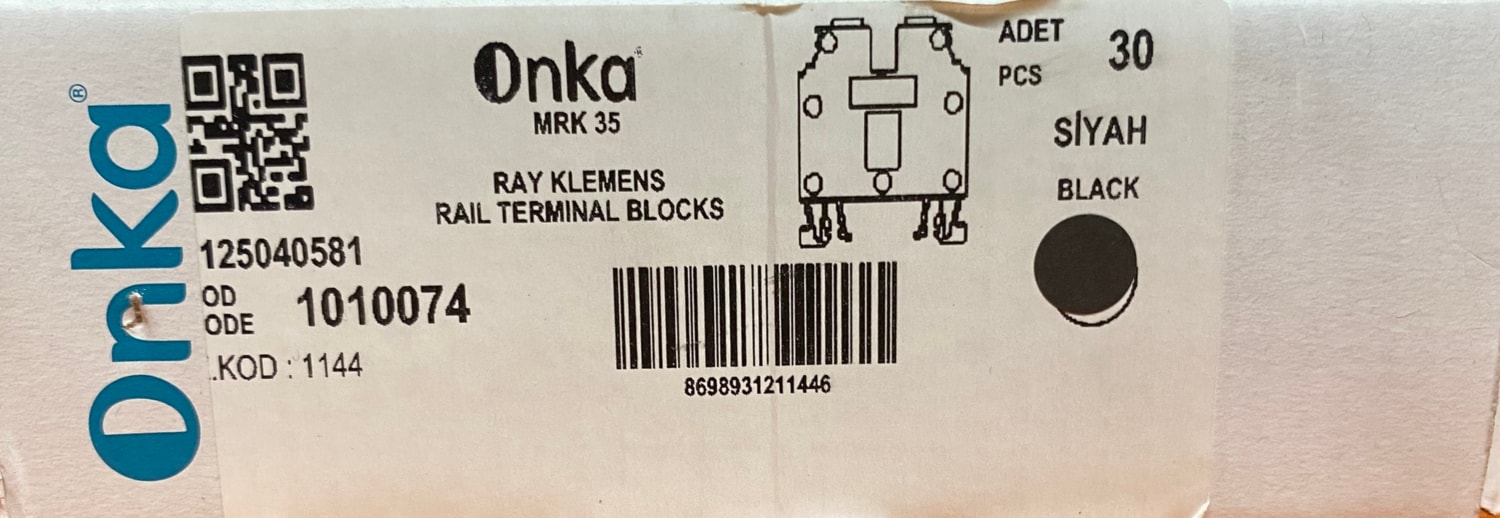 Onka®
Onka®
MRK 35
RAY KLEMENS
RAIL TERMINAL BLOCKS
125040581
OD
ODE
1010074
.KOD : 1144
8698931211446
ADET
PCS
30
SİYAH
BLACK